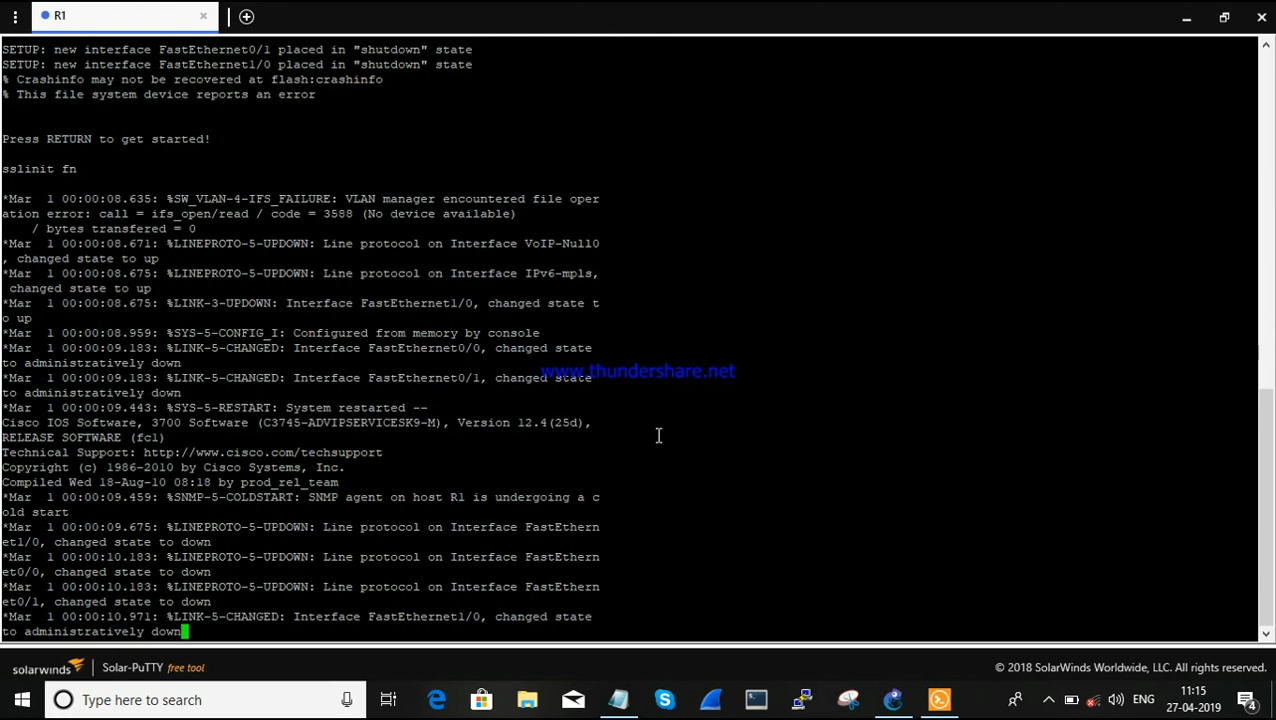 R1
SETUP: new interface FastEthernet0/1 placed in "shutdown" state
SETUP: new interface FastEthernet1/0 placed in "shutdown" state
% Crashinfo may not be recovered at flash:crashinfo
% This file system device reports an error
Press RETURN to get started!
sslinit fn
*Mar  1 00:00:08.635: %SW_VLAN-4-IFS_FAILURE: VLAN manager encountered file oper
ation error: call = ifs_open/read / code = 3588 (No device available)
/ bytes transfered = 0
*Mar  1 00:00:08.671: %LINEPROTO-5-UPDOWN: Line protocol on Interface VoIP-Null0
, changed state to up
*Mar  1 00:00:08.675: %LINEPROTO-5-UPDOWN: Line protocol on Interface IPv6-mpls,
changed state to up
*Mar  1 00:00:08.675: %LINK-3-UPDOWN: Interface FastEthernet1/0, changed state t
o up
*Mar  1 00:00:08.959: %SYS-5-CONFIG_I: Configured from memory by console
*Mar  1 00:00:09.183: %LINK-5-CHANGED: Interface FastEthernet0/0, changed state
to administratively down
www.thundershare.net
*Mar  1 00:00:09.183: %LINK-5-CHANGED: Interface FastEthernet0/1, changed state
to administratively down
*Mar  1 00:00:09.443: %SYS-5-RESTART: System restarted --
Cisco IOS Software, 3700 Software (C3745-ADVIPSERVICESK9-M), Version 12.4(25d),
RELEASE SOFTWARE (fc1)
Technical Support: http://www.cisco.com/techsupport
Copyright (c) 1986-2010 by Cisco Systems, Inc.
Compiled Wed 18-Aug-10 08:18 by prod_rel_team
*Mar  1 00:00:09.459: %SNMP-5-COLDSTART: SNMP agent on host R1 is undergoing a c
old start
*Mar  1 00:00:09.675: %LINEPROTO-5-UPDOWN: Line protocol on Interface FastEthern
et1/0, changed state to down
*Mar  1 00:00:10.183: %LINEPROTO-5-UPDOWN: Line protocol on Interface FastEthern
et0/0, changed state to down
*Mar  1 00:00:10.183: %LINEPROTO-5-UPDOWN: Line protocol on Interface FastEthern
et0/1, changed state to down
*Mar  1 00:00:10.971: %LINK-5-CHANGED: Interface FastEthernet1/0, changed state
to administratively down
solarwinds Solar-PuTTY free tool © 2018 SolarWinds Worldwide, LLC. All rights reserved.
Type here to search
ENG
11:15
27-04-2019
4